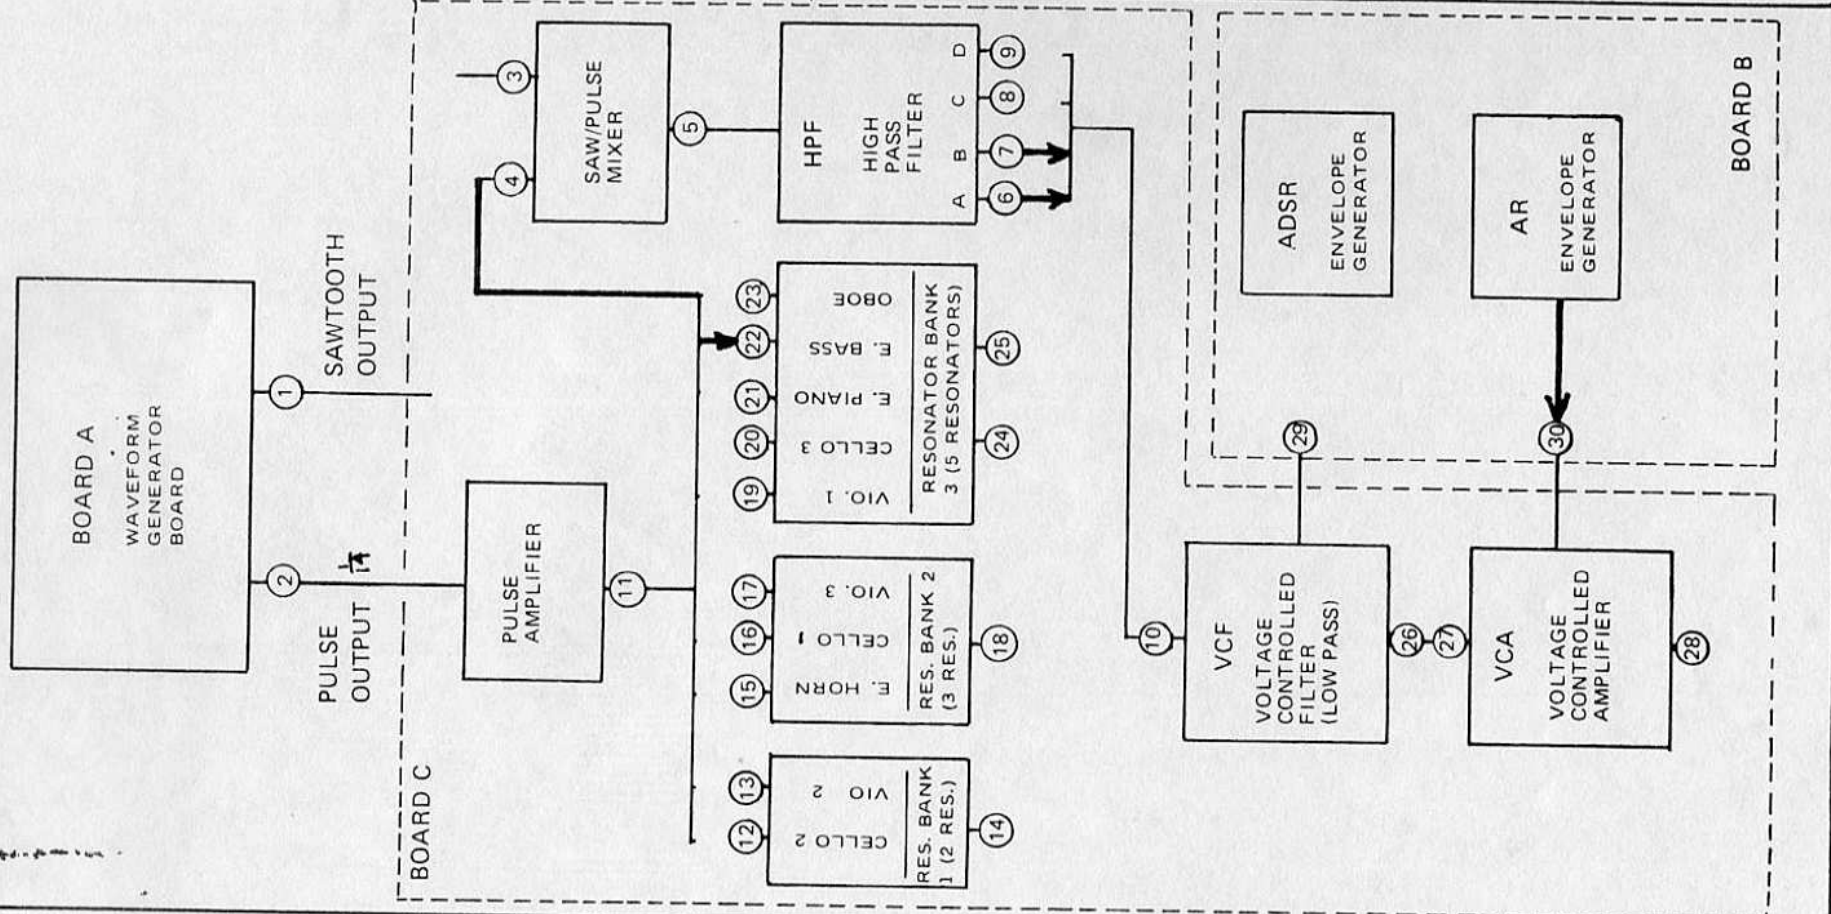 BOARD A
WAVEFORM
GENERATOR
BOARD
2
1
PULSE
OUTPUT
SAWTOOTH
OUTPUT
BOARD C
PULSE
AMPLIFIER
11
4
3
SAW/PULSE
MIXER
5
12
13
CELLO 2
VIO 2
RES. BANK
1 (2 RES.)
14
15
16
17
E. HORN
CELLO 1
VIO. 3
RES. BANK 2
(3 RES.)
18
19
20
21
22
23
VIO. 1
CELLO 3
E. PIANO
E. BASS
OBOE
RESONATOR BANK
3 (5 RESONATORS)
24
25
HPF
HIGH
PASS
FILTER
A
B
C
D
6
7
8
9
10
VCF
VOLTAGE
CONTROLLED
FILTER
(LOW PASS)
29
26
27
VCA
VOLTAGE
CONTROLLED
AMPLIFIER
28
30
ADSR
ENVELOPE
GENERATOR
AR
ENVELOPE
GENERATOR
BOARD B